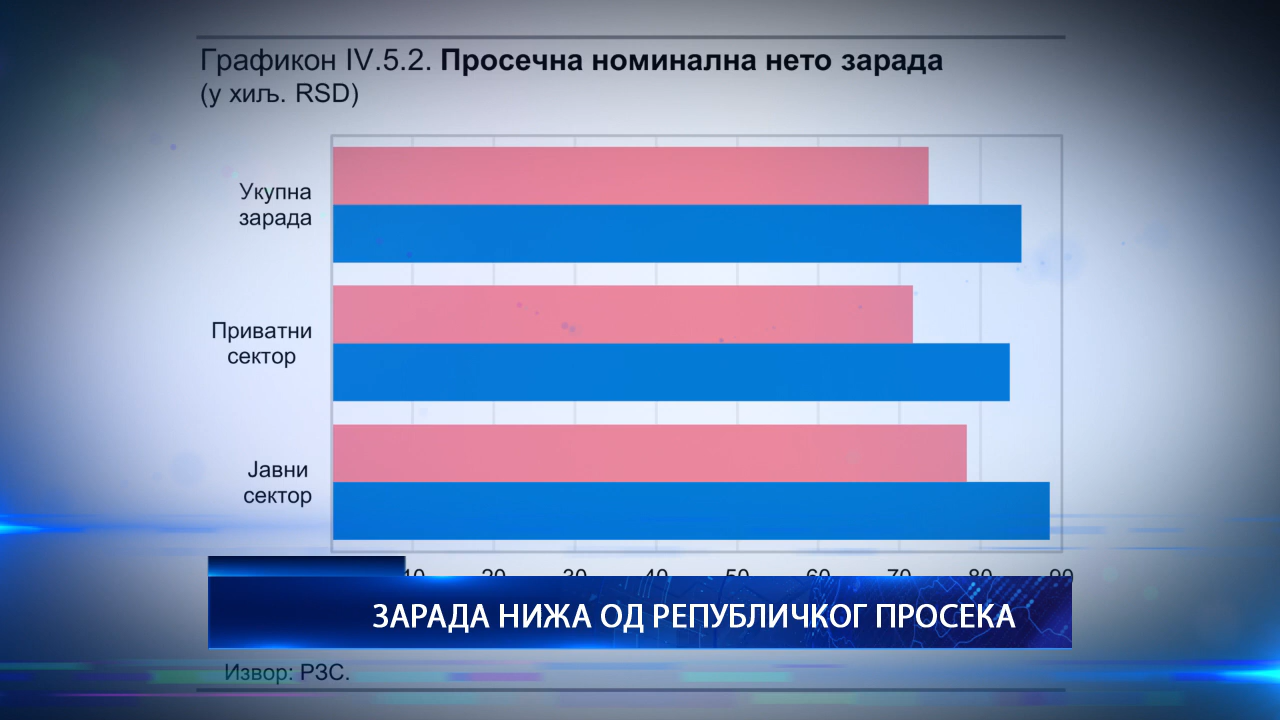 Графикон IV.5.2. Просечна номинална нето зарада
(у хиљ. RSD)
Укупна
зарада
Приватни
сектор
Јавни
сектор
10 20 30 40 50 60 70 80 90
ЗАРАДА НИЖА ОД РЕПУБЛИЧКОГ ПРОСЕКА
Извор: РЗС.